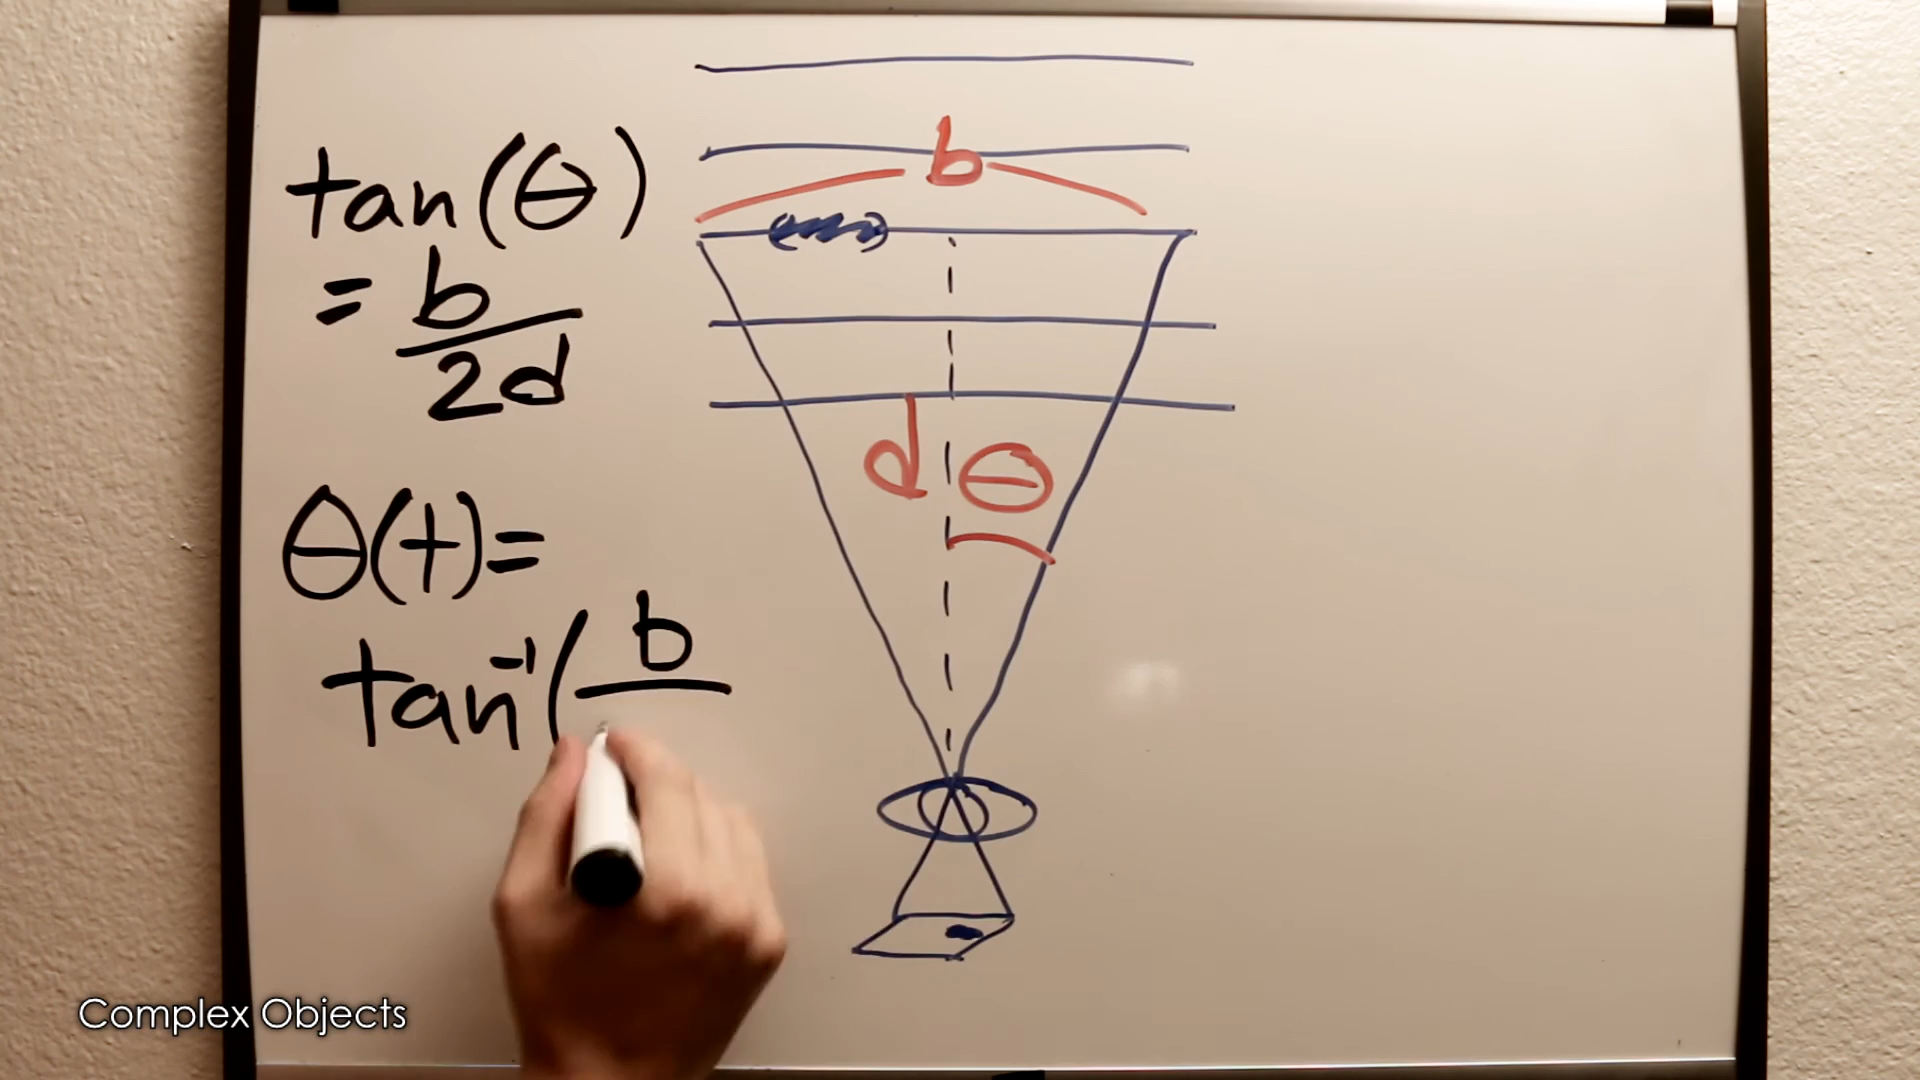 tan(θ)
= b
2d
θ(t)=
tan⁻¹( b
b
d θ
Complex Objects